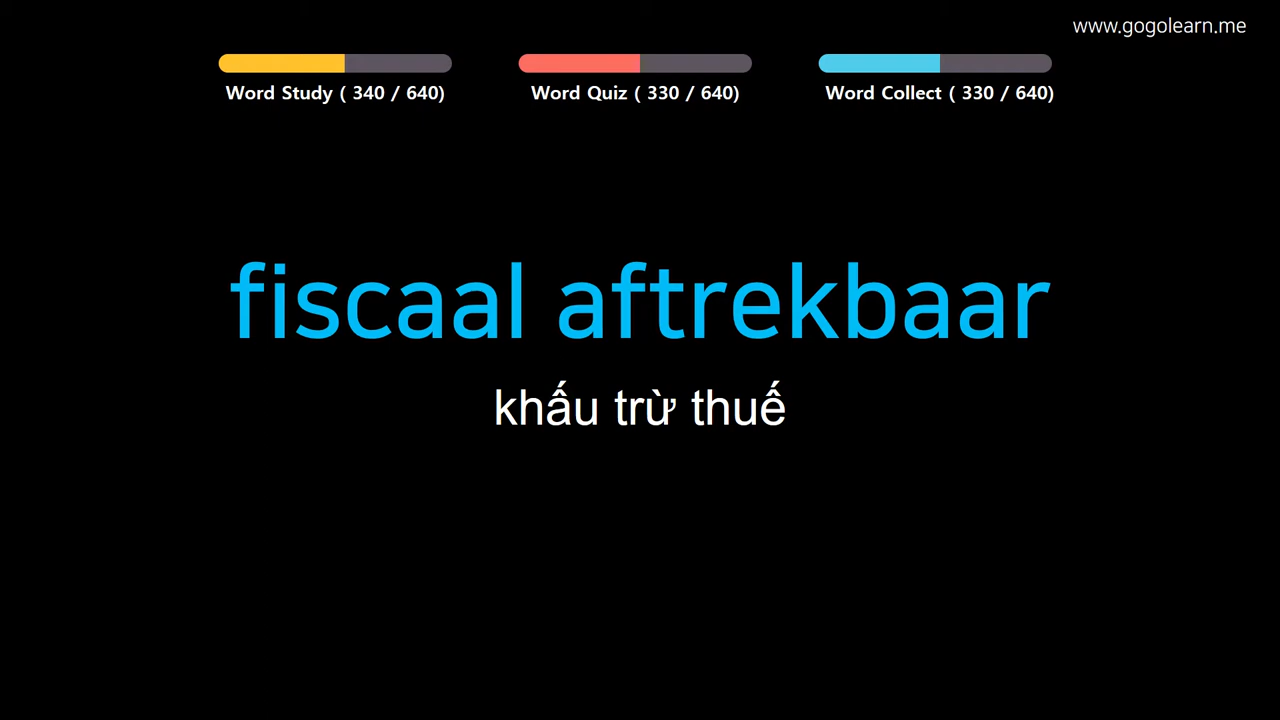 www.gogolearn.me
Word Study ( 340 / 640)
Word Quiz ( 330 / 640)
Word Collect ( 330 / 640)
fiscaal aftrekbaar
khấu trừ thuế